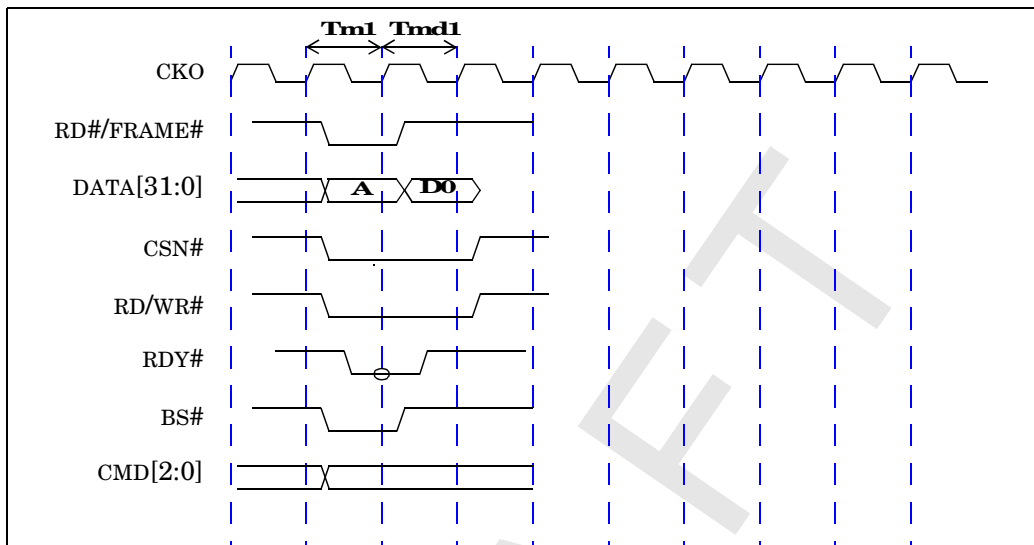 Tm1 Tmd1
CKO
RD#/FRAME#
DATA[31:0] A D0
CSN#
RD/WR#
RDY#
BS#
CMD[2:0]
F T